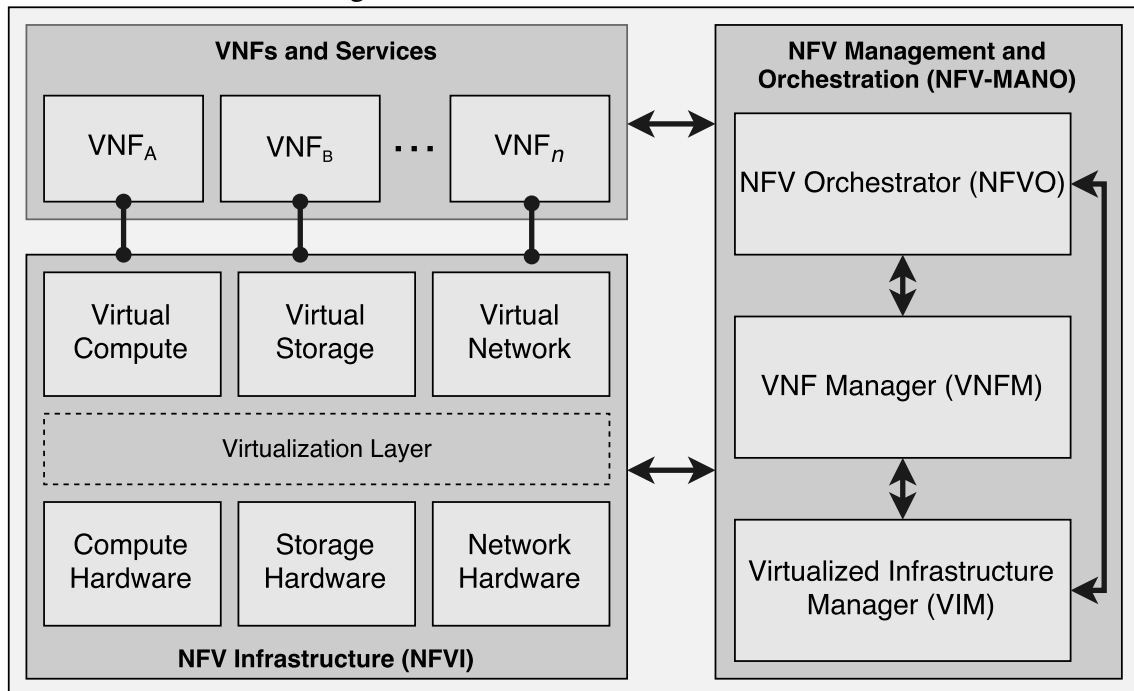 VNFs and Services
VNFA
VNFB
...
VNFn
Virtual
Compute
Virtual
Storage
Virtual
Network
Virtualization Layer
Compute
Hardware
Storage
Hardware
Network
Hardware
NFV Infrastructure (NFVI)
NFV Management and
Orchestration (NFV-MANO)
NFV Orchestrator (NFVO)
VNF Manager (VNFM)
Virtualized Infrastructure
Manager (VIM)